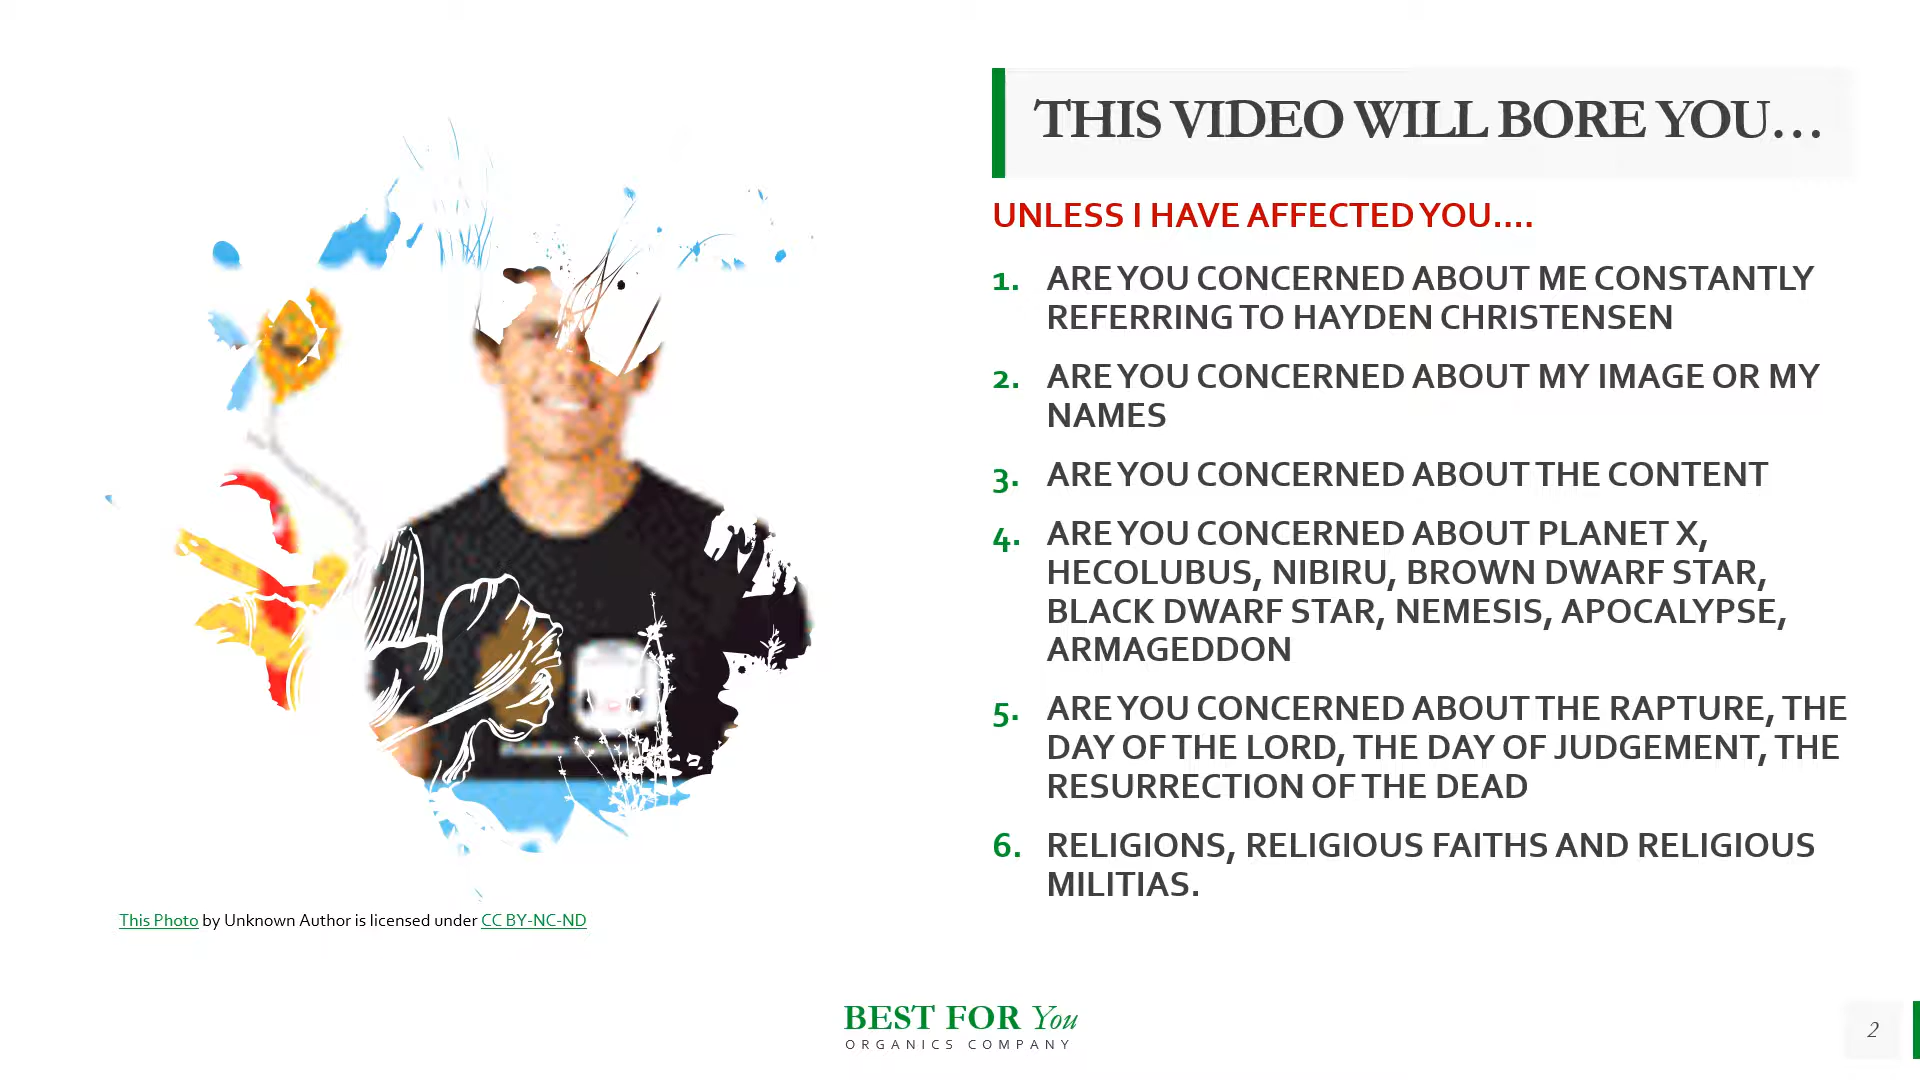 THIS VIDEO WILL BORE YOU...
UNLESS I HAVE AFFECTED YOU....
1. ARE YOU CONCERNED ABOUT ME CONSTANTLY
REFERRING TO HAYDEN CHRISTENSEN
2. ARE YOU CONCERNED ABOUT MY IMAGE OR MY
NAMES
3. ARE YOU CONCERNED ABOUT THE CONTENT
4. ARE YOU CONCERNED ABOUT PLANET X,
HECOLUBUS, NIBIRU, BROWN DWARF STAR,
BLACK DWARF STAR, NEMESIS, APOCALYPSE,
ARMAGEDDON
5. ARE YOU CONCERNED ABOUT THE RAPTURE, THE
DAY OF THE LORD, THE DAY OF JUDGEMENT, THE
RESURRECTION OF THE DEAD
6. RELIGIONS, RELIGIOUS FAITHS AND RELIGIOUS
MILITIAS.
This Photo by Unknown Author is licensed under CC BY-NC-ND
BEST FOR You
ORGANICS COMPANY
2